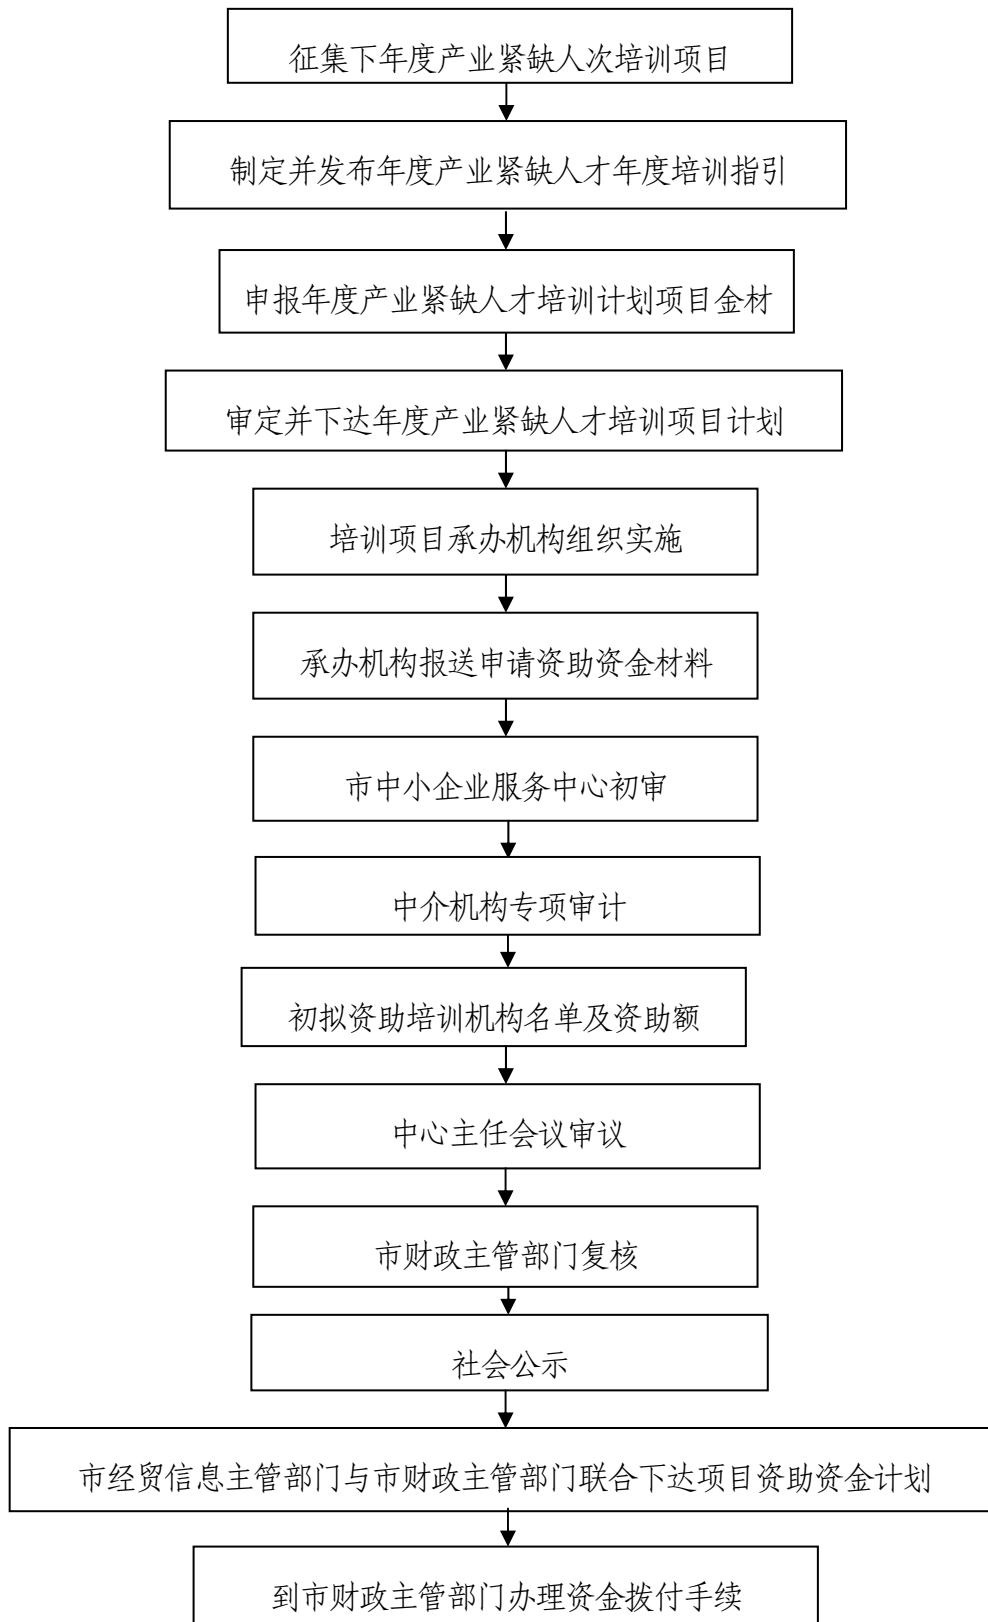 征集下年度产业紧缺人次培训项目
制定并发布年度产业紧缺人才年度培训指引
申报年度产业紧缺人才培训计划项目金材
审定并下达年度产业紧缺人才培训项目计划
培训项目承办机构组织实施
承办机构报送申请资助资金材料
市中小企业服务中心初审
中介机构专项审计
初拟资助培训机构名单及资助额
中心主任会议审议
市财政主管部门复核
社会公示
市经贸信息主管部门与市财政主管部门联合下达项目资助资金计划
到市财政主管部门办理资金拨付手续